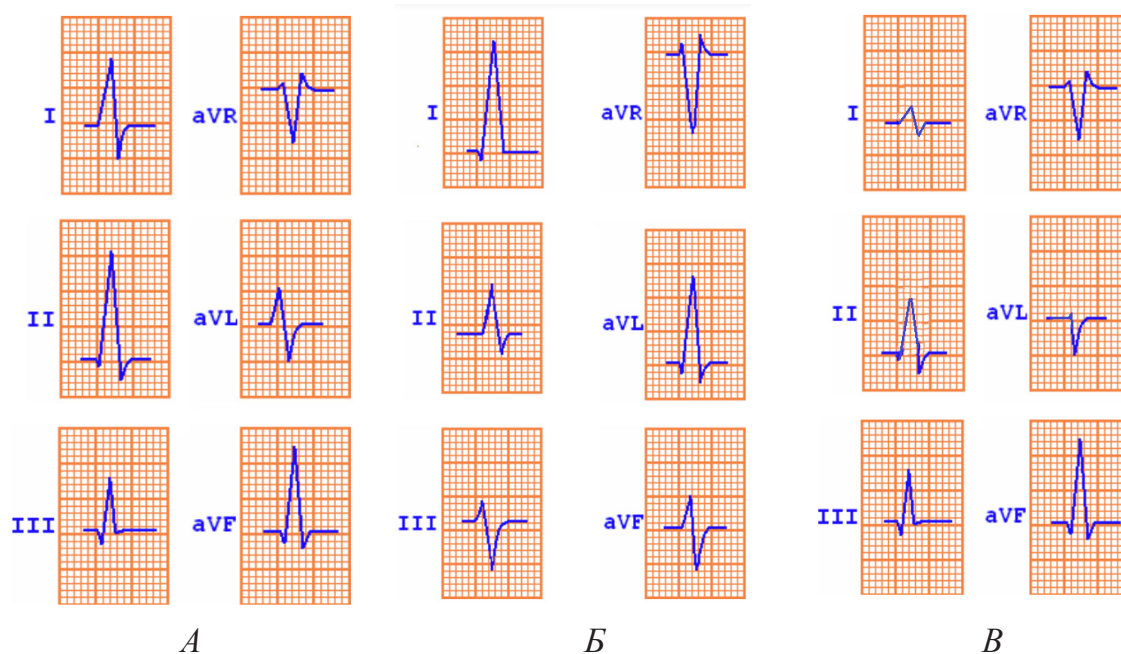 I aVR I aVR I aVR
II aVL II aVL II aVL
III aVF III aVF III aVF
А Б В